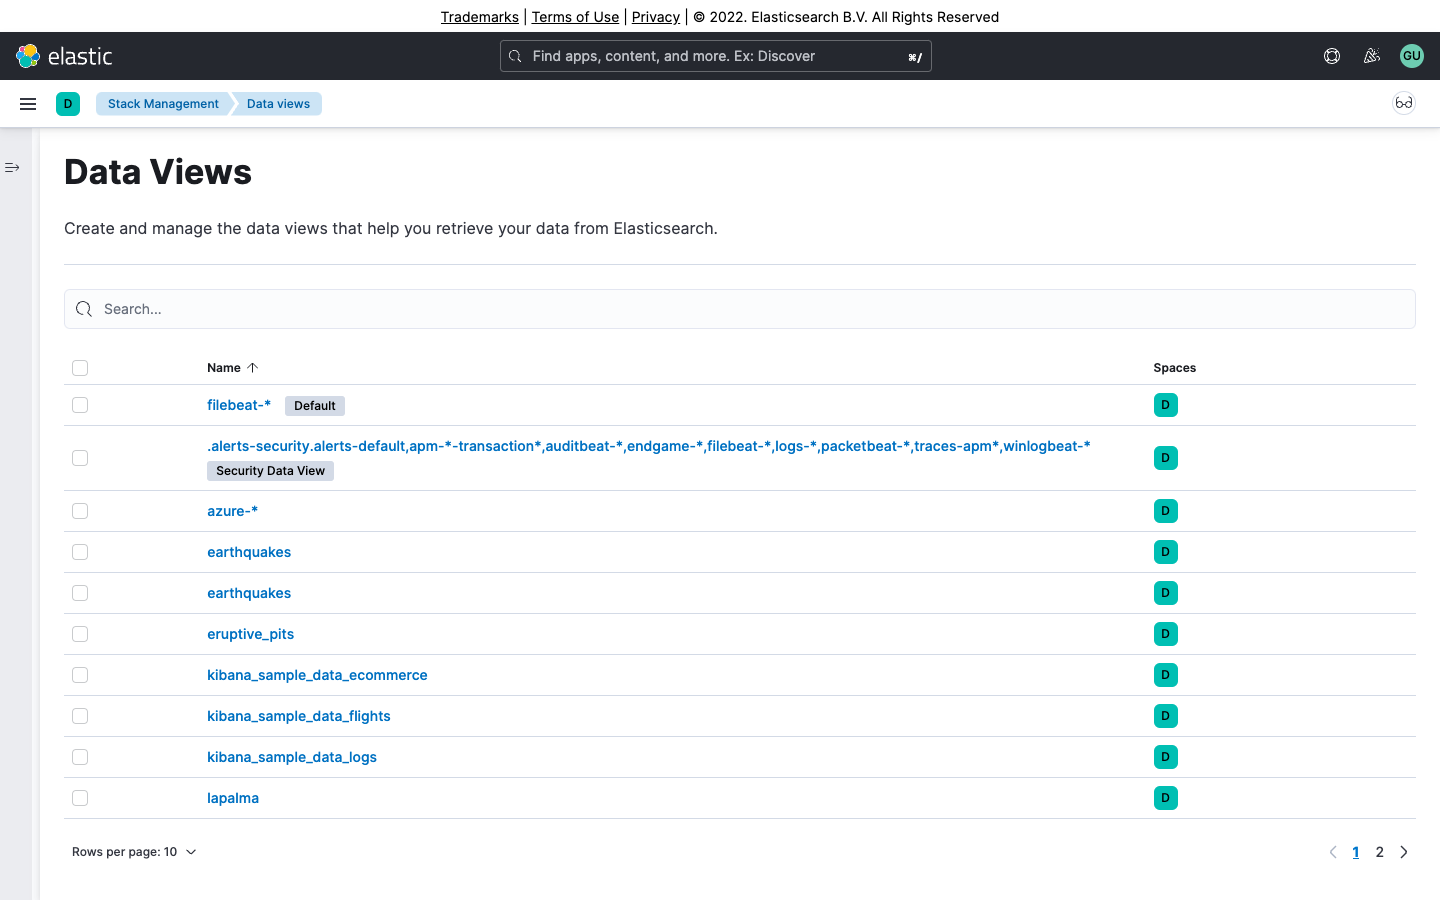 Trademarks | Terms of Use | Privacy | © 2022. Elasticsearch B.V. All Rights Reserved
elastic
Find apps, content, and more. Ex: Discover ⌘/
GU
D Stack Management Data views
Data Views
Create and manage the data views that help you retrieve your data from Elasticsearch.
Search...
Name Spaces
filebeat-* Default D
.alerts-security.alerts-default,apm-*-transaction*,auditbeat-*,endgame-*,filebeat-*,logs-*,packetbeat-*,traces-apm*,winlogbeat-*
Security Data View D
azure-* D
earthquakes D
earthquakes D
eruptive_pits D
kibana_sample_data_ecommerce D
kibana_sample_data_flights D
kibana_sample_data_logs D
lapalma D
Rows per page: 10 1 2